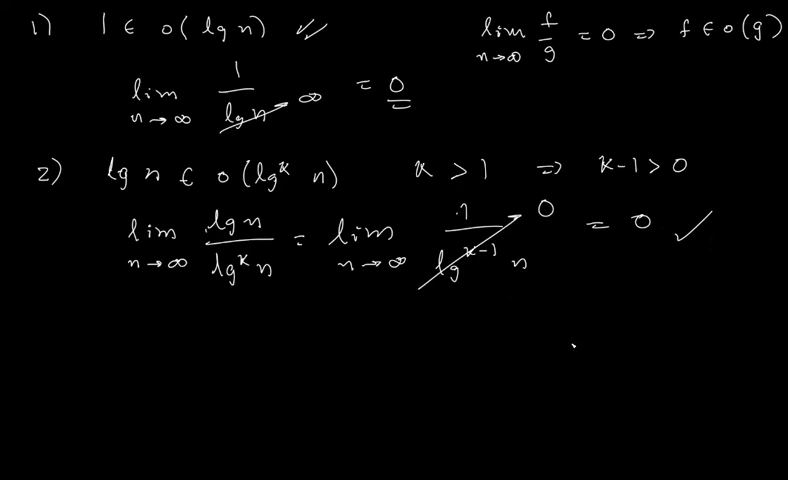 1) 1 ∈ o(lg n) ✓✓
lim n→∞ f/g = 0 ⇒ f ∈ o(g)
lim n→∞ 1/lg n → ∞ = 0
2) lg n ∈ o(lg^k n) k > 1 ⇒ k-1 > 0
lim n→∞ lg n/lg^k n = lim n→∞ 1/lg^(k-1) n → 0 = 0 ✓